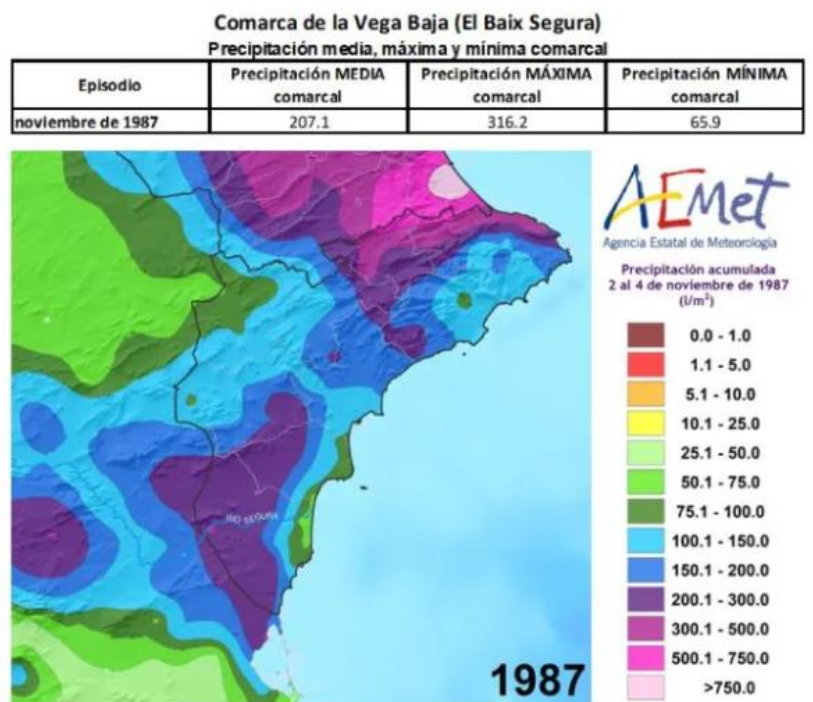 Comarca de la Vega Baja (El Baix Segura)
Precipitación media, máxima y mínima comarcal
Episodio
Precipitación MEDIA
comarcal
Precipitación MÁXIMA
comarcal
Precipitación MÍNIMA
comarcal
noviembre de 1987
207.1
316.2
65.9
RIO SEGURA
1987
AEMet
Agencia Estatal de Meteorología
Precipitación acumulada
2 al 4 de noviembre de 1987
(l/m²)
0.0 - 1.0
1.1 - 5.0
5.1 - 10.0
10.1 - 25.0
25.1 - 50.0
50.1 - 75.0
75.1 - 100.0
100.1 - 150.0
150.1 - 200.0
200.1 - 300.0
300.1 - 500.0
500.1 - 750.0
>750.0